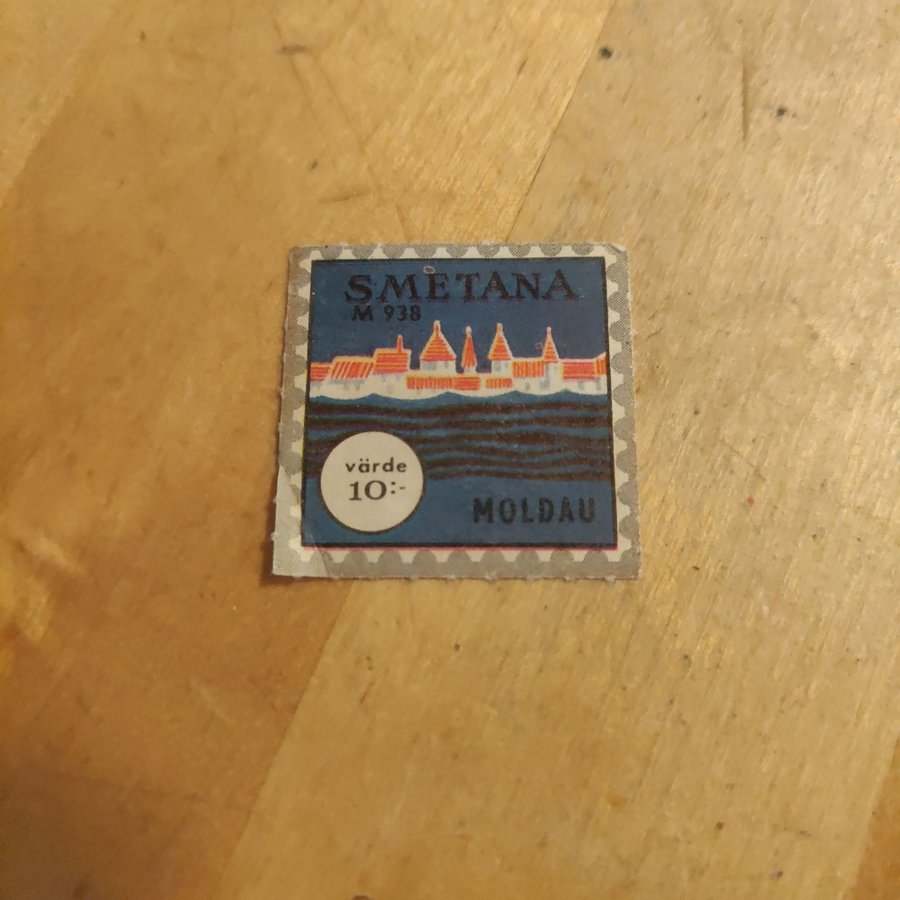 SMETANA
M 938
värde
10:-
MOLDAU